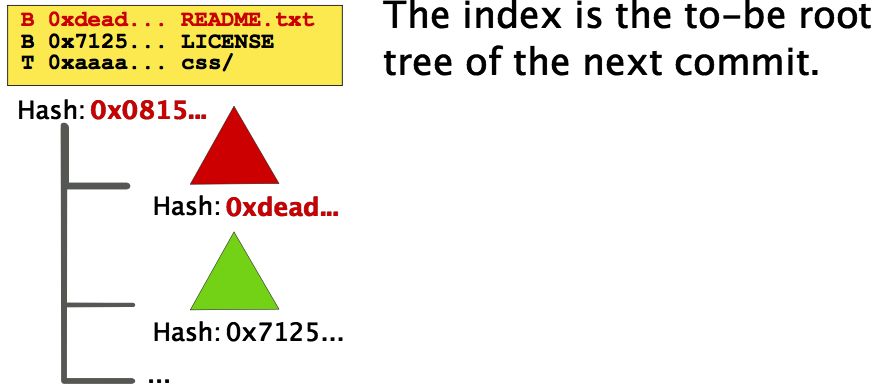 B 0xdead... README.txt
B 0x7125... LICENSE
T 0xaaaa... css/
The index is the to-be root
tree of the next commit.
Hash: 0x0815...
Hash: 0xdead...
Hash: 0x7125...
...